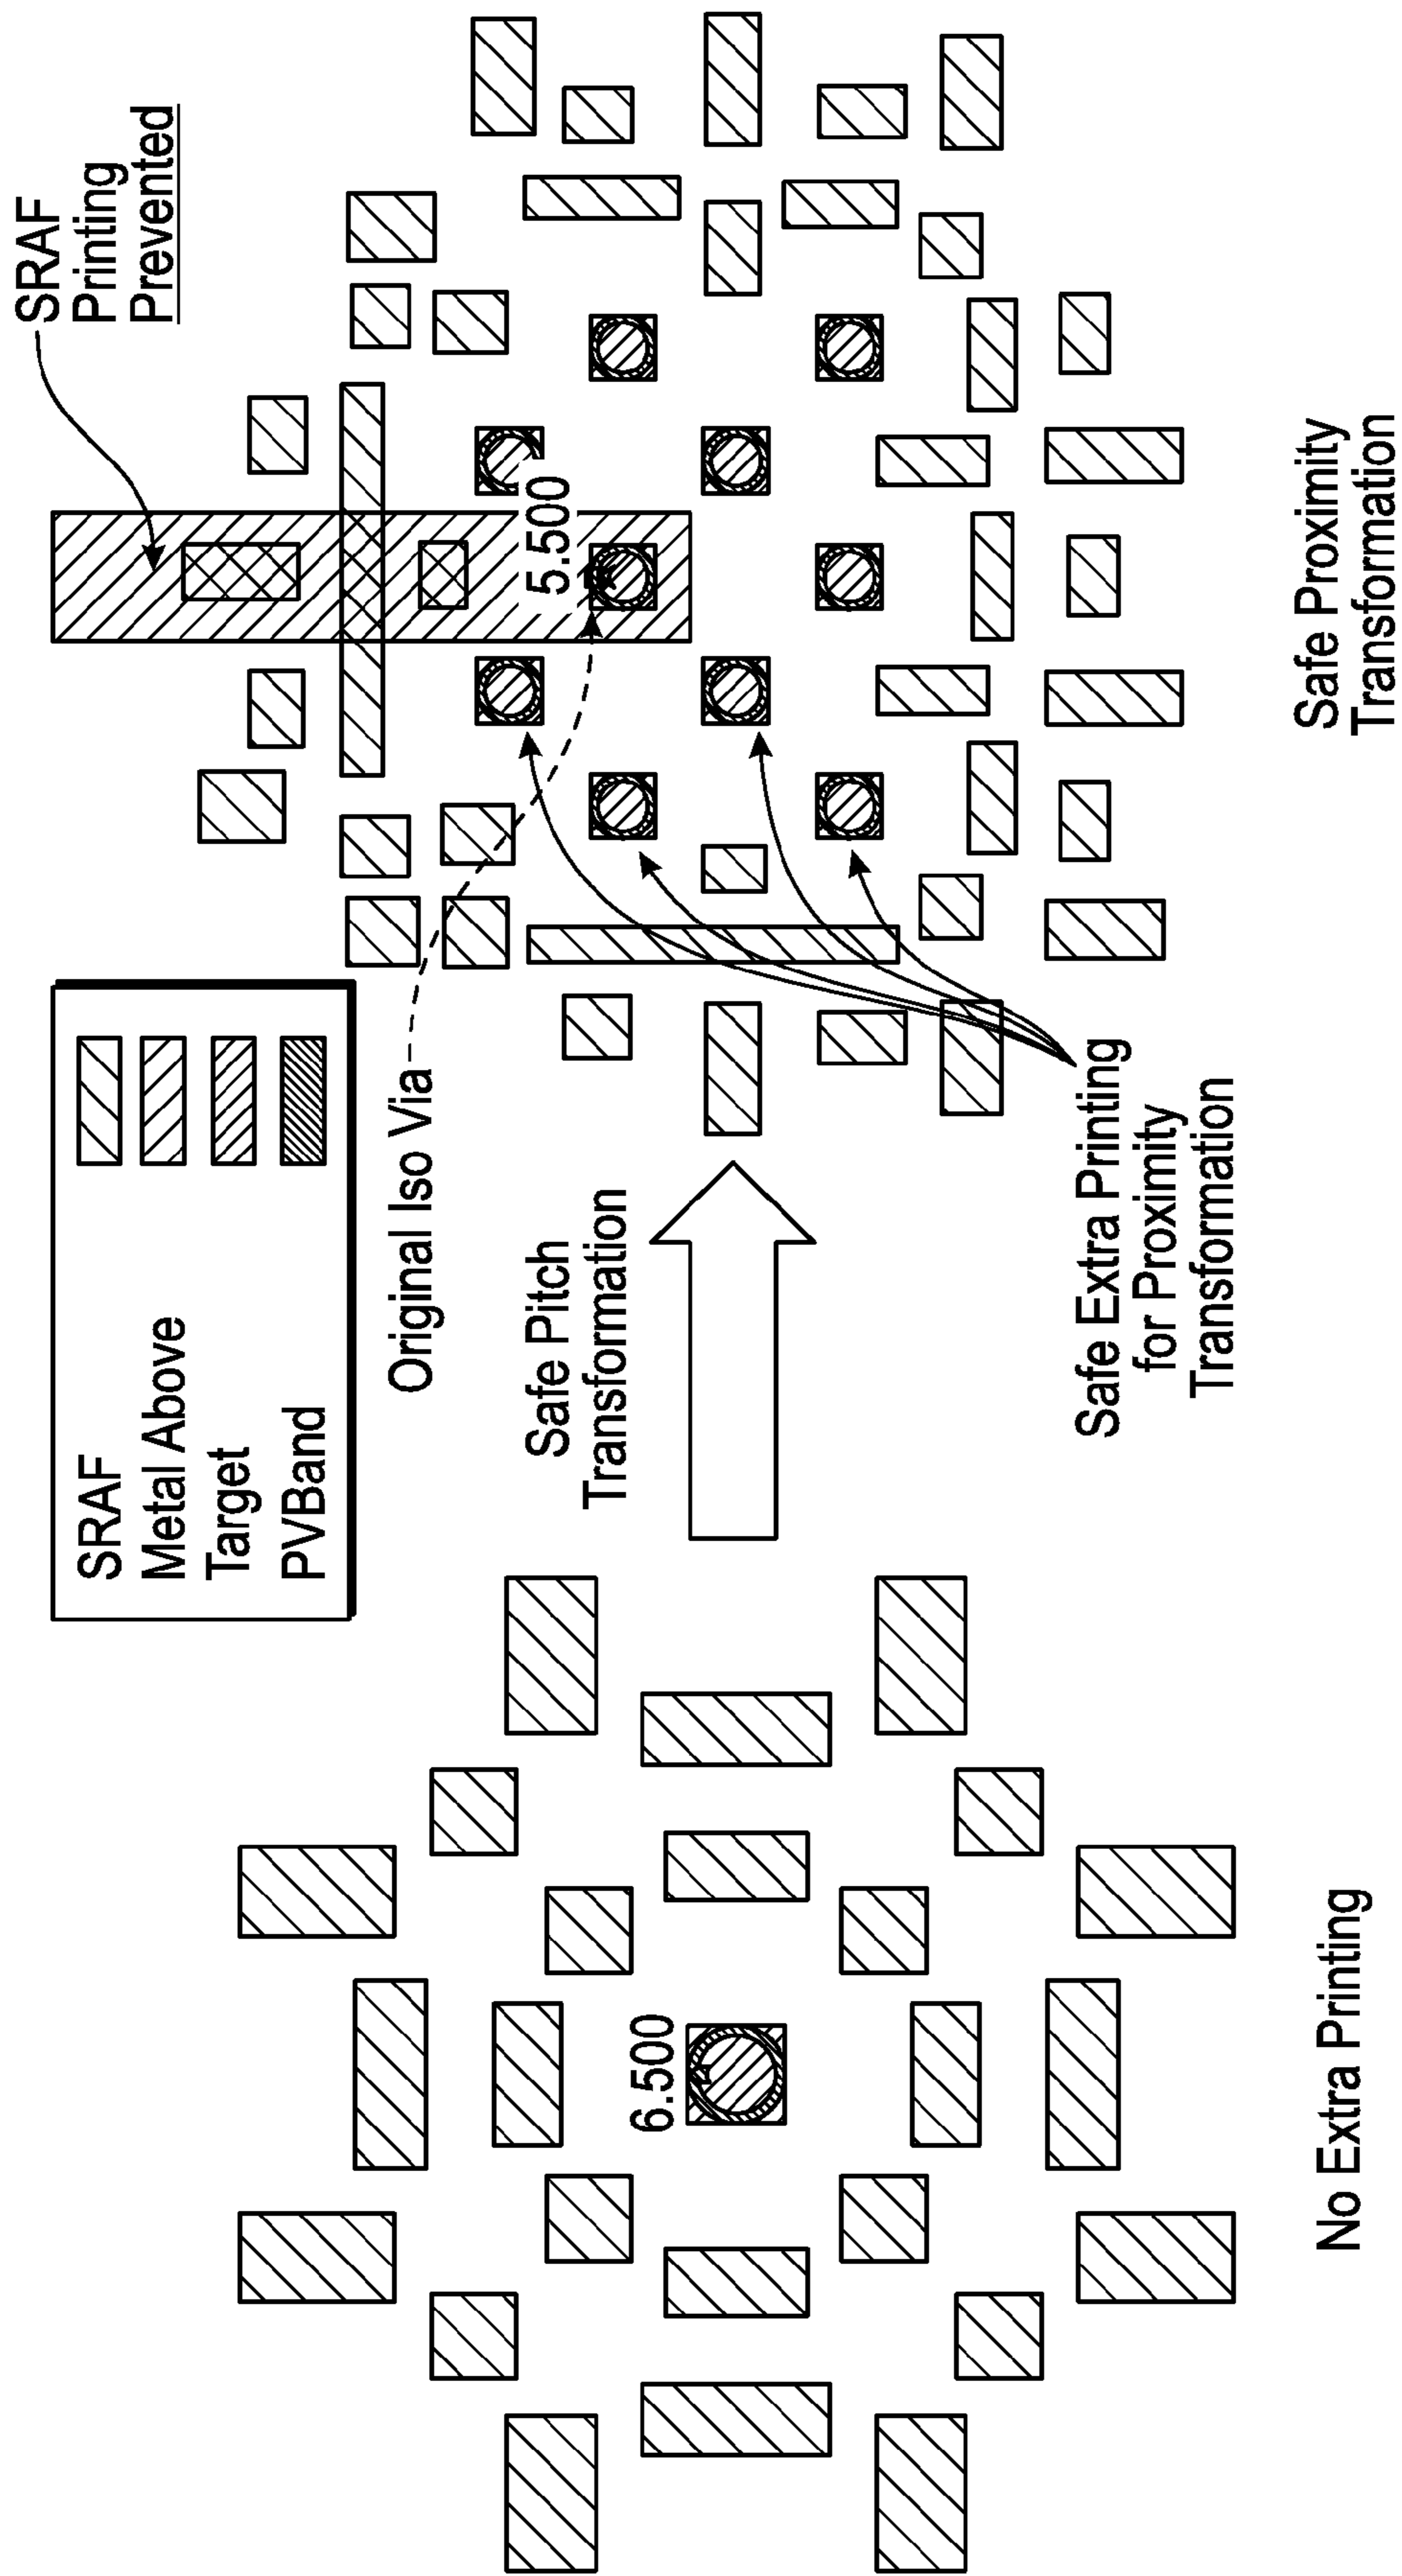 SRAF
Metal Above
Target
PVBand
SRAF
Printing
Prevented
Original Iso Via
6.500
Safe Pitch
Transformation
5.500
Safe Extra Printing
for Proximity
Transformation
No Extra Printing
Safe Proximity
Transformation